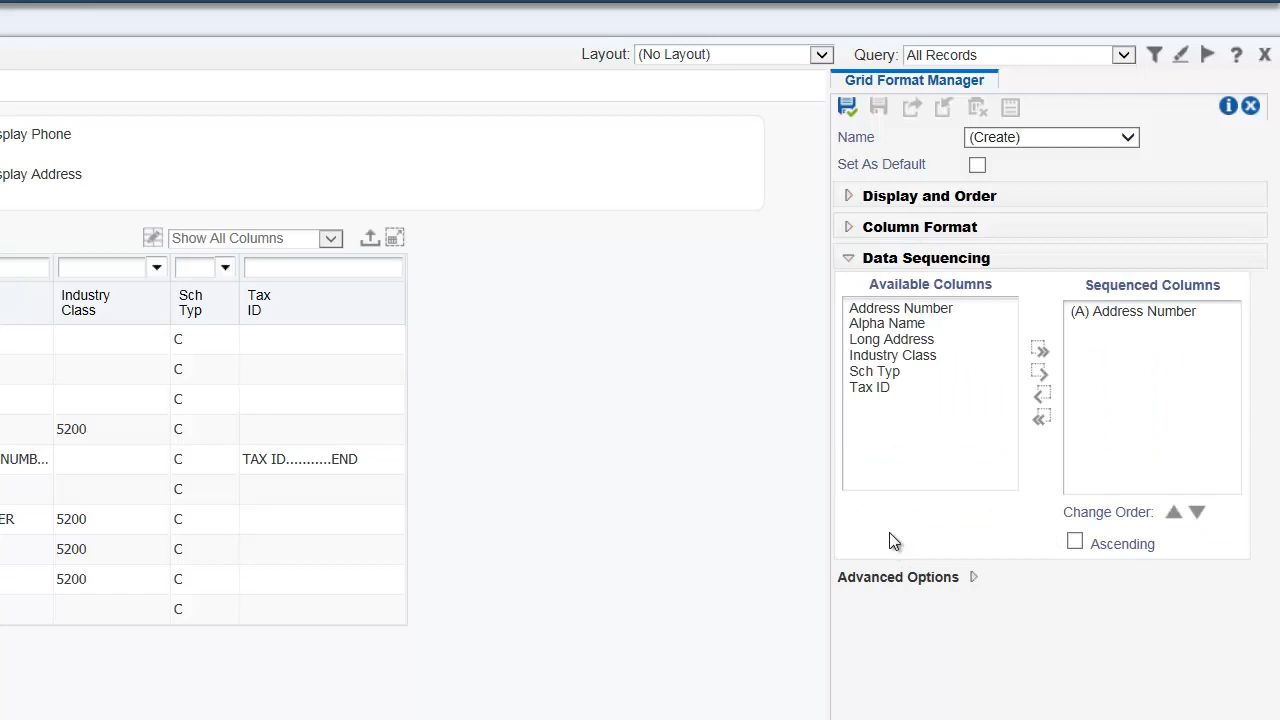 Layout: (No Layout) Query: All Records
Grid Format Manager
Name (Create)
Set As Default
Display and Order
Column Format
Data Sequencing
Available Columns
Address Number
Alpha Name
Long Address
Industry Class
Sch Typ
Tax ID
Sequenced Columns
(A) Address Number
Change Order:
Ascending
Advanced Options
splay Phone
splay Address
Show All Columns
Industry
Class
Sch
Typ
Tax
ID
C
C
C
5200 C
NUMB... C TAX ID...........END
C
ER 5200 C
5200 C
5200 C
C